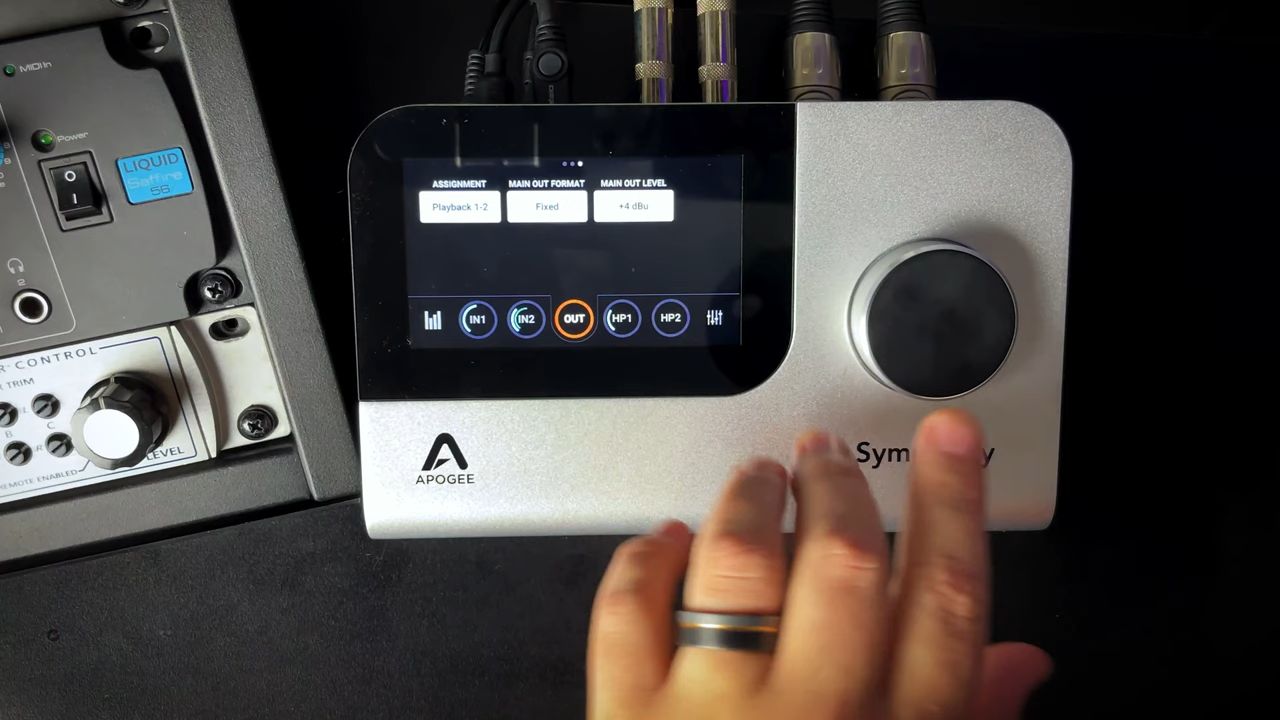 MIDI In
Power
LIQUID
Saffire
56
O
I
2
R CONTROL
R TRIM
L
C
B
R
LEVEL
REMOTE ENABLED
ASSIGNMENT
MAIN OUT FORMAT
MAIN OUT LEVEL
Playback 1-2
Fixed
+4 dBu
IN1
IN2
OUT
HP1
HP2
APOGEE